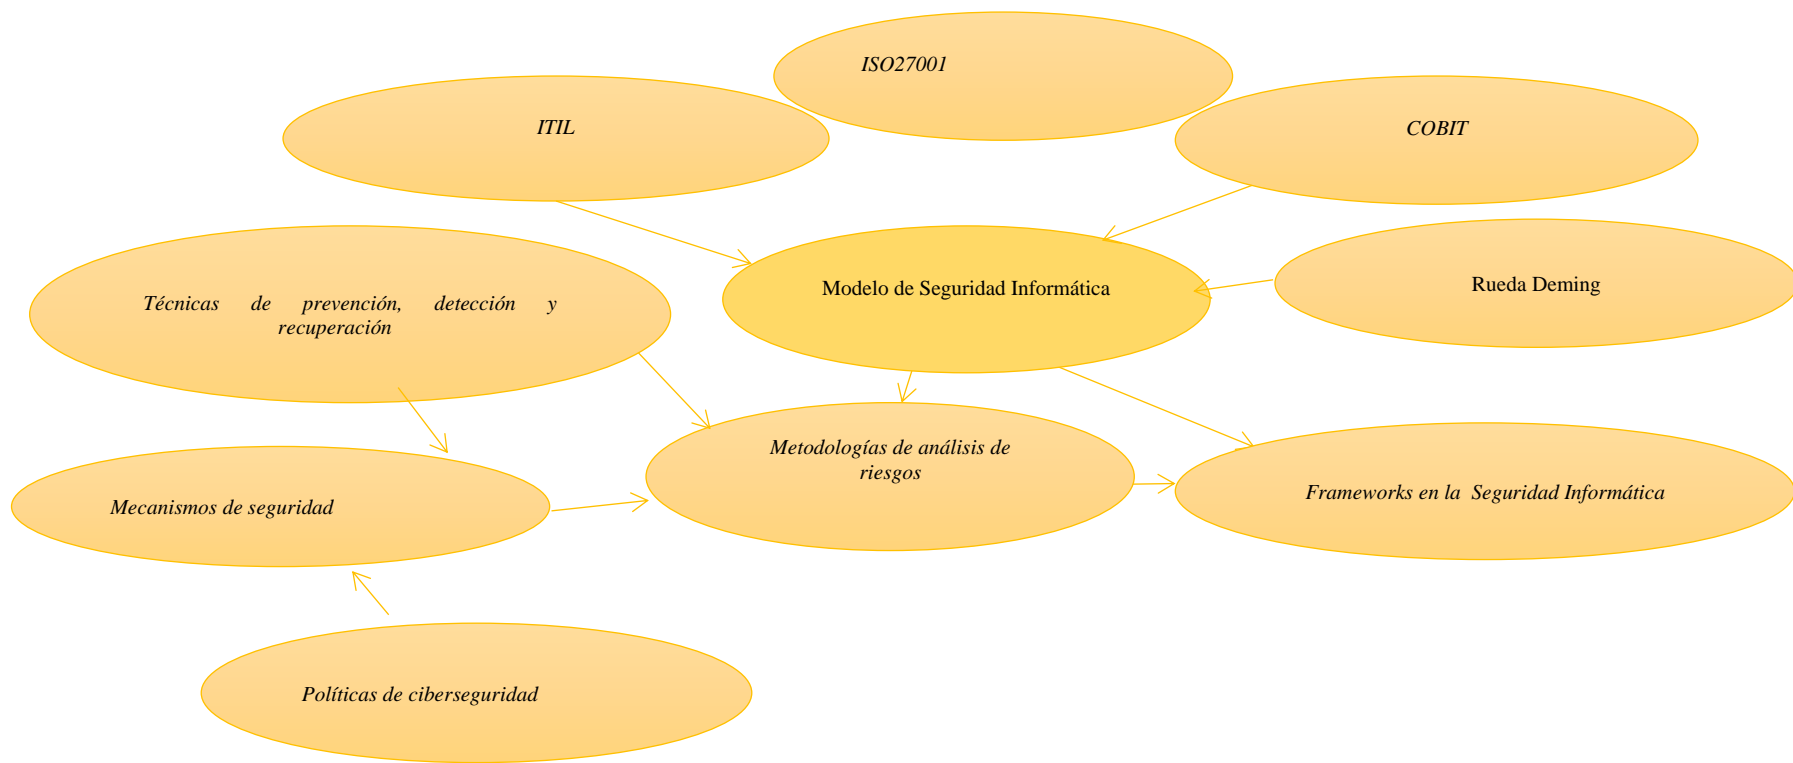 ISO27001
ITIL
COBIT
Modelo de Seguridad Informática
Rueda Deming
Técnicas de prevención, detección y
recuperación
Metodologías de análisis de
riesgos
Frameworks en la Seguridad Informática
Mecanismos de seguridad
Políticas de ciberseguridad